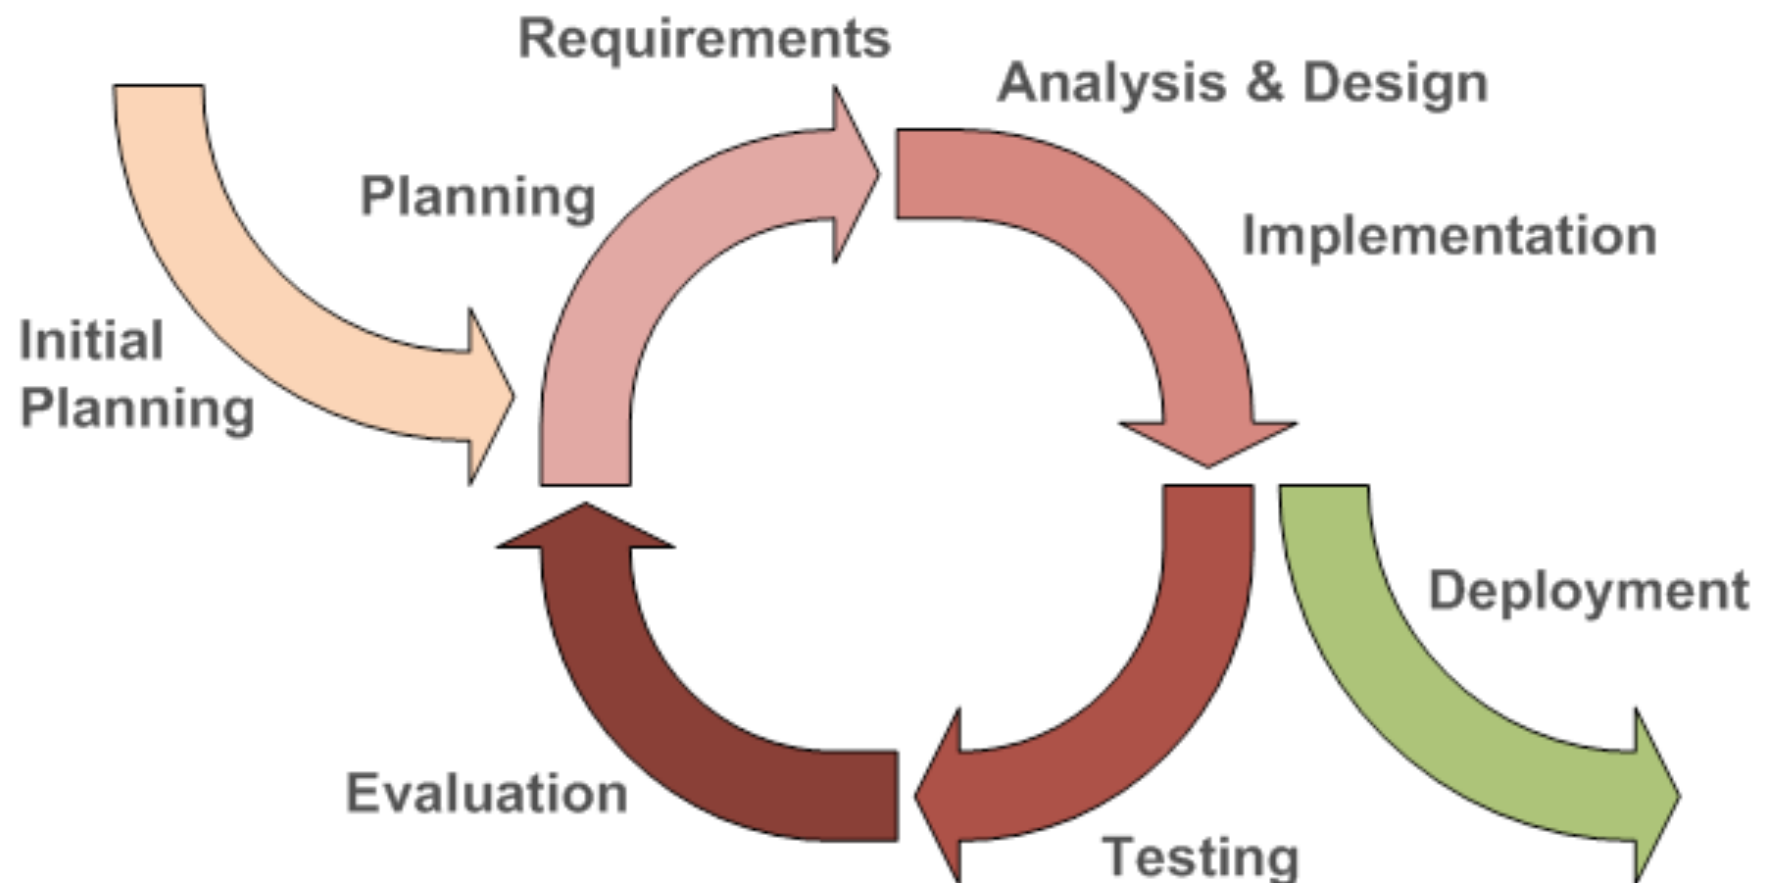 Requirements
Analysis & Design
Planning
Implementation
Initial
Planning
Deployment
Evaluation
Testing